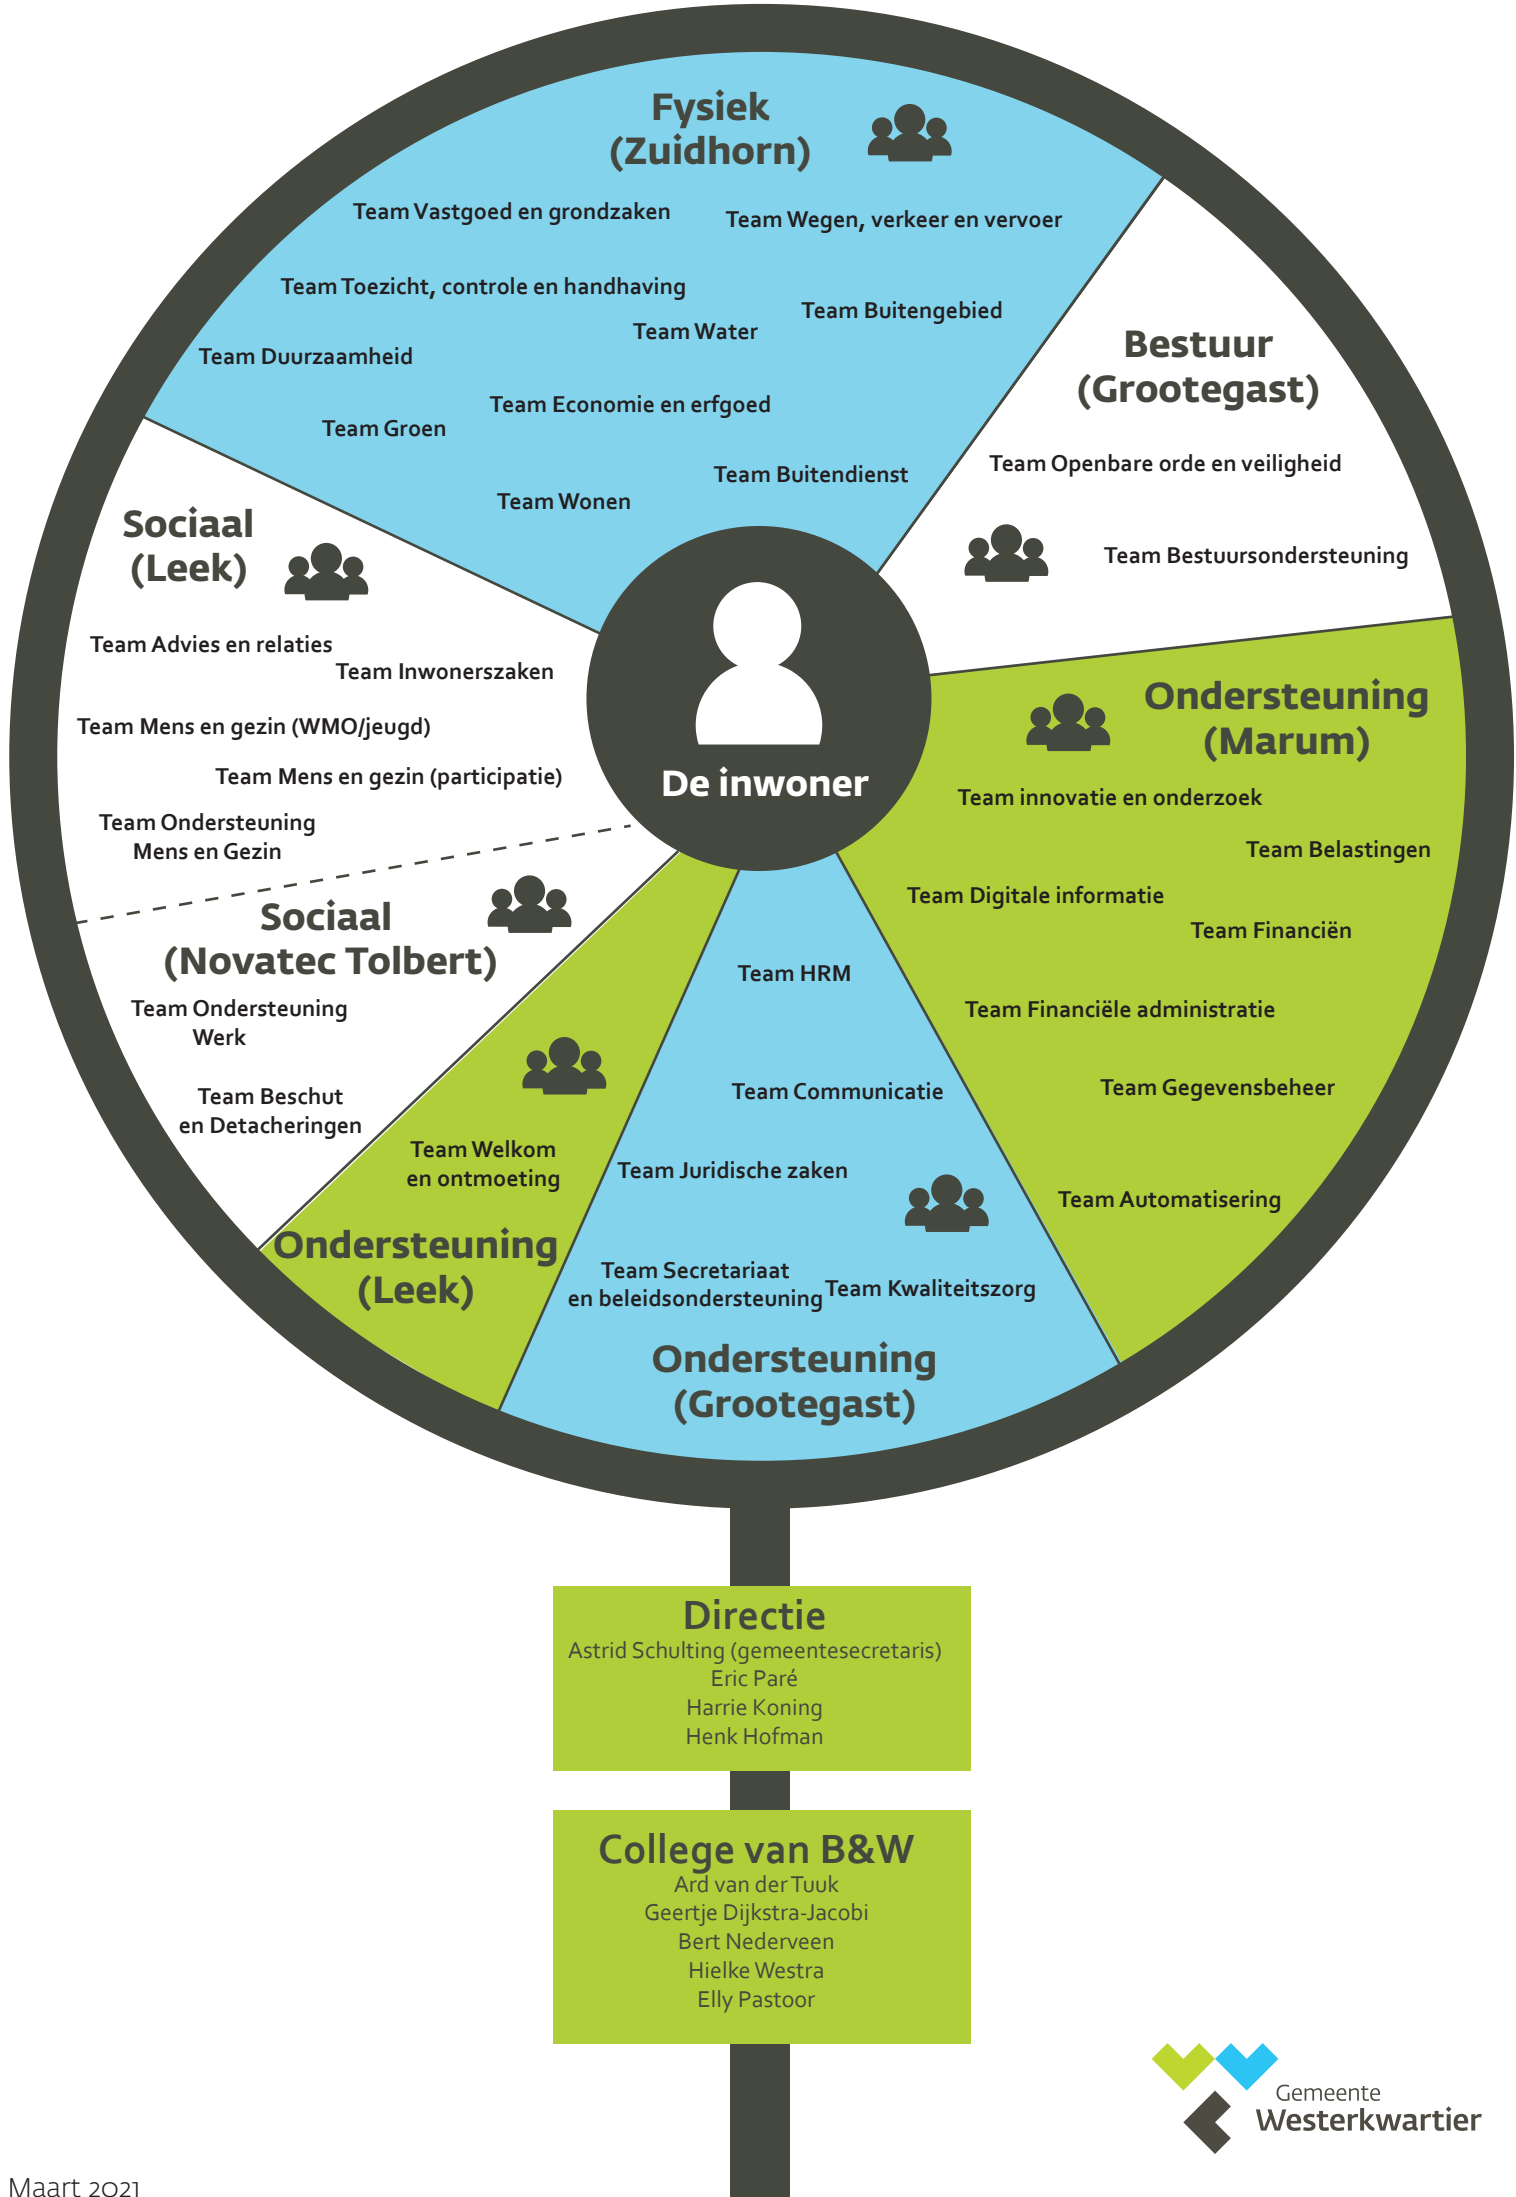 Fysiek
(Zuidhorn)
Team Vastgoed en grondzaken
Team Wegen, verkeer en vervoer
Team Toezicht, controle en handhaving
Team Buitengebied
Team Water
Team Duurzaamheid
Team Economie en erfgoed
Team Groen
Team Buitendienst
Team Wonen
Bestuur
(Grootegast)
Team Openbare orde en veiligheid
Team Bestuursondersteuning
Sociaal
(Leek)
Team Advies en relaties
Team Inwonerszaken
Team Mens en gezin (WMO/jeugd)
Team Mens en gezin (participatie)
Team Ondersteuning
Mens en Gezin
De inwoner
Ondersteuning
(Marum)
Team innovatie en onderzoek
Team Belastingen
Team Digitale informatie
Team Financiën
Team Financiële administratie
Team Gegevensbeheer
Team Automatisering
Sociaal
(Novatec Tolbert)
Team Ondersteuning
Werk
Team Beschut
en Detacheringen
Team Welkom
en ontmoeting
Ondersteuning
(Leek)
Team HRM
Team Communicatie
Team Juridische zaken
Team Secretariaat
en beleidsondersteuning
Team Kwaliteitszorg
Ondersteuning
(Grootegast)
Directie
Astrid Schulting (gemeentesecretaris)
Eric Paré
Harrie Koning
Henk Hofman
College van B&W
Ard van der Tuuk
Geertje Dijkstra-Jacobi
Bert Nederveen
Hielke Westra
Elly Pastoor
Gemeente
Westerkwartier
Maart 2021